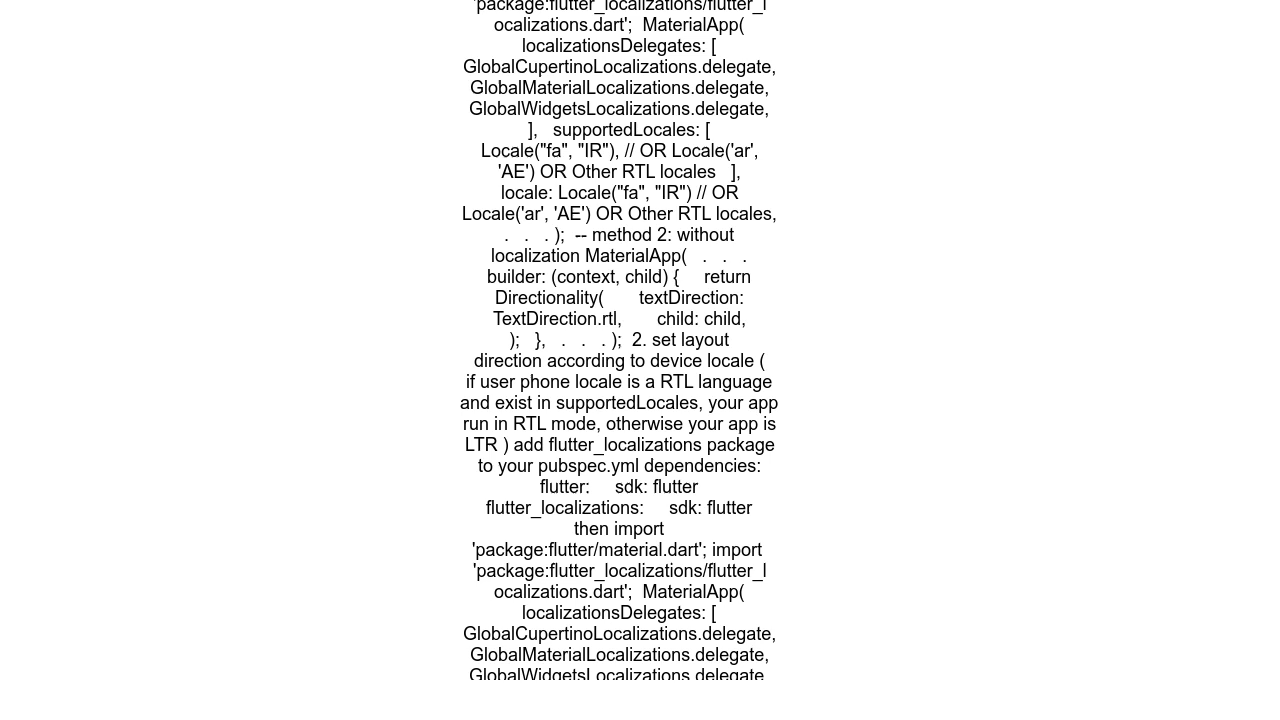 'package:flutter_localizations/flutter_l
ocalizations.dart';  MaterialApp(
localizationsDelegates: [
GlobalCupertinoLocalizations.delegate,
GlobalMaterialLocalizations.delegate,
GlobalWidgetsLocalizations.delegate,
],   supportedLocales: [
Locale("fa", "IR"), // OR Locale('ar',
'AE') OR Other RTL locales   ],
locale: Locale("fa", "IR") // OR
Locale('ar', 'AE') OR Other RTL locales,
.   .   . );  -- method 2: without
localization MaterialApp(   .   .   .
builder: (context, child) {     return
Directionality(       textDirection:
TextDirection.rtl,       child: child,
);   },   .   .   . );  2. set layout
direction according to device locale (
if user phone locale is a RTL language
and exist in supportedLocales, your app
run in RTL mode, otherwise your app is
LTR ) add flutter_localizations package
to your pubspec.yml dependencies:
flutter:     sdk: flutter
flutter_localizations:     sdk: flutter
then import
'package:flutter/material.dart'; import
'package:flutter_localizations/flutter_l
ocalizations.dart';  MaterialApp(
localizationsDelegates: [
GlobalCupertinoLocalizations.delegate,
GlobalMaterialLocalizations.delegate,
GlobalWidgetsLocalizations.delegate